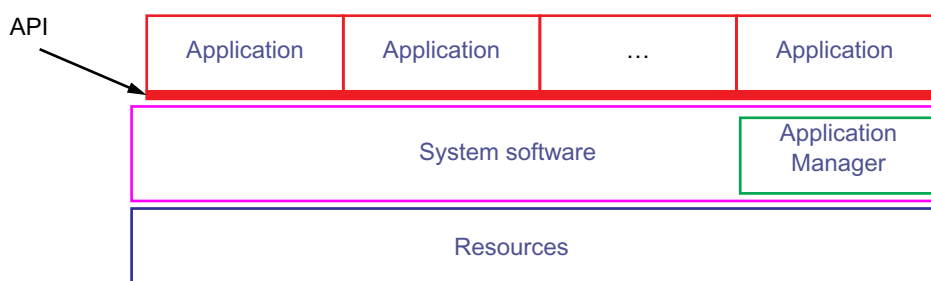 API
Application
Application
…
Application
System software
Application
Manager
Resources